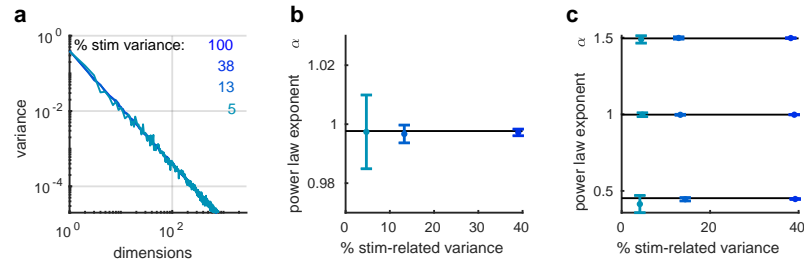 a
10^0
10^-2
10^-4
variance
% stim variance:
100
38
13
5
10^0
10^2
dimensions
b
1.02
1
0.98
power law exponent α
0
10
20
30
40
% stim-related variance
c
1.5
1
0.5
power law exponent α
0
20
40
% stim-related variance